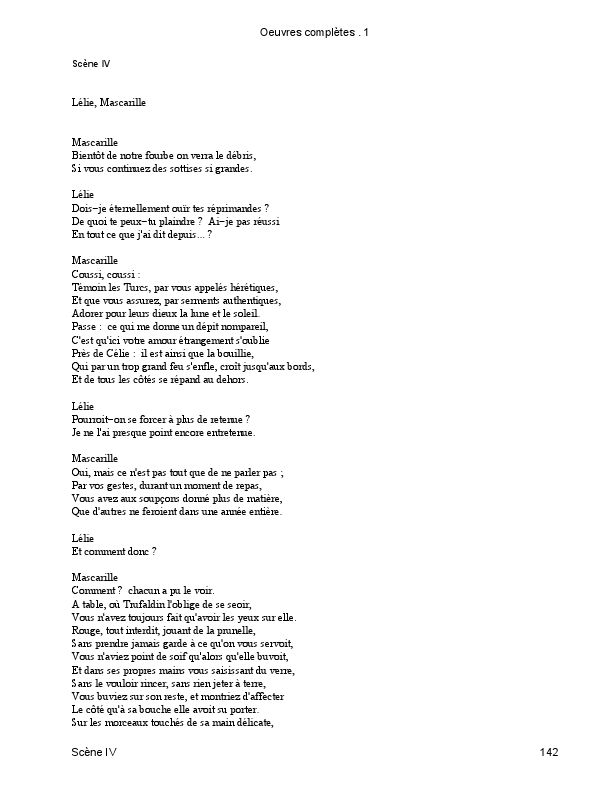 Oeuvres complètes . 1
Scène IV
Lélie, Mascarille
Mascarille
Bientôt de notre fourbe on verra le débris,
Si vous continuez des sottises si grandes.
Lélie
Dois−je éternellement ouïr tes réprimandes ?
De quoi te peux−tu plaindre ?  Ai−je pas réussi
En tout ce que j'ai dit depuis... ?
Mascarille
Coussi, coussi :
Témoin les Turcs, par vous appelés hérétiques,
Et que vous assurez, par serments authentiques,
Adorer pour leurs dieux la lune et le soleil.
Passe :  ce qui me donne un dépit nompareil,
C'est qu'ici votre amour étrangement s'oublie
Près de Célie :  il est ainsi que la bouillie,
Qui par un trop grand feu s'enfle, croît jusqu'aux bords,
Et de tous les côtés se répand au dehors.
Lélie
Pourroit−on se forcer à plus de retenue ?
Je ne l'ai presque point encore entretenue.
Mascarille
Oui, mais ce n'est pas tout que de ne parler pas ;
Par vos gestes, durant un moment de repas,
Vous avez aux soupçons donné plus de matière,
Que d'autres ne feroient dans une année entière.
Lélie
Et comment donc ?
Mascarille
Comment ?  chacun a pu le voir.
A table, où Trufaldin l'oblige de se seoir,
Vous n'avez toujours fait qu'avoir les yeux sur elle.
Rouge, tout interdit, jouant de la prunelle,
Sans prendre jamais garde à ce qu'on vous servoit,
Vous n'aviez point de soif qu'alors qu'elle buvoit,
Et dans ses propres mains vous saisissant du verre,
Sans le vouloir rincer, sans rien jeter à terre,
Vous buviez sur son reste, et montriez d'affecter
Le côté qu'à sa bouche elle avoit su porter.
Sur les morceaux touchés de sa main délicate,
Scène IV 142